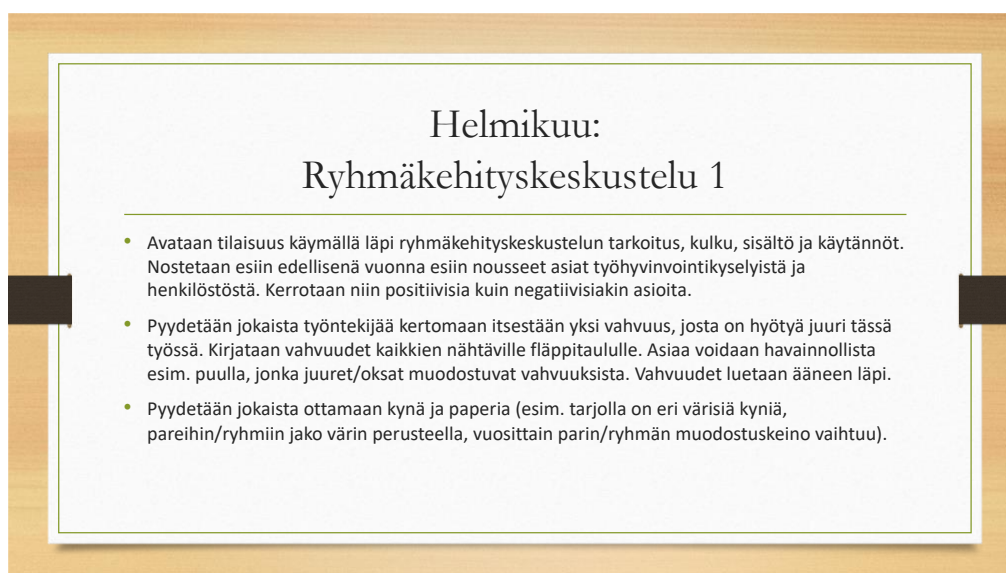 Helmikuu:
Ryhmäkehityskeskustelu 1
• Avataan tilaisuus käymällä läpi ryhmäkehityskeskustelun tarkoitus, kulku, sisältö ja käytännöt.
Nostetaan esiin edellisenä vuonna esiin nousseet asiat työhyvinvointikyselyistä ja
henkilöstöstä. Kerrotaan niin positiivisia kuin negatiivisiakin asioita.
• Pyydetään jokaista työntekijää kertomaan itsestään yksi vahvuus, josta on hyötyä juuri tässä
työssä. Kirjataan vahvuudet kaikkien nähtäville fläppitaululle. Asiaa voidaan havainnollista
esim. puulla, jonka juuret/oksat muodostuvat vahvuuksista. Vahvuudet luetaan ääneen läpi.
• Pyydetään jokaista ottamaan kynä ja paperia (esim. tarjolla on eri värisiä kyniä,
pareihin/ryhmiin jako värin perusteella, vuosittain parin/ryhmän muodostuskeino vaihtuu).